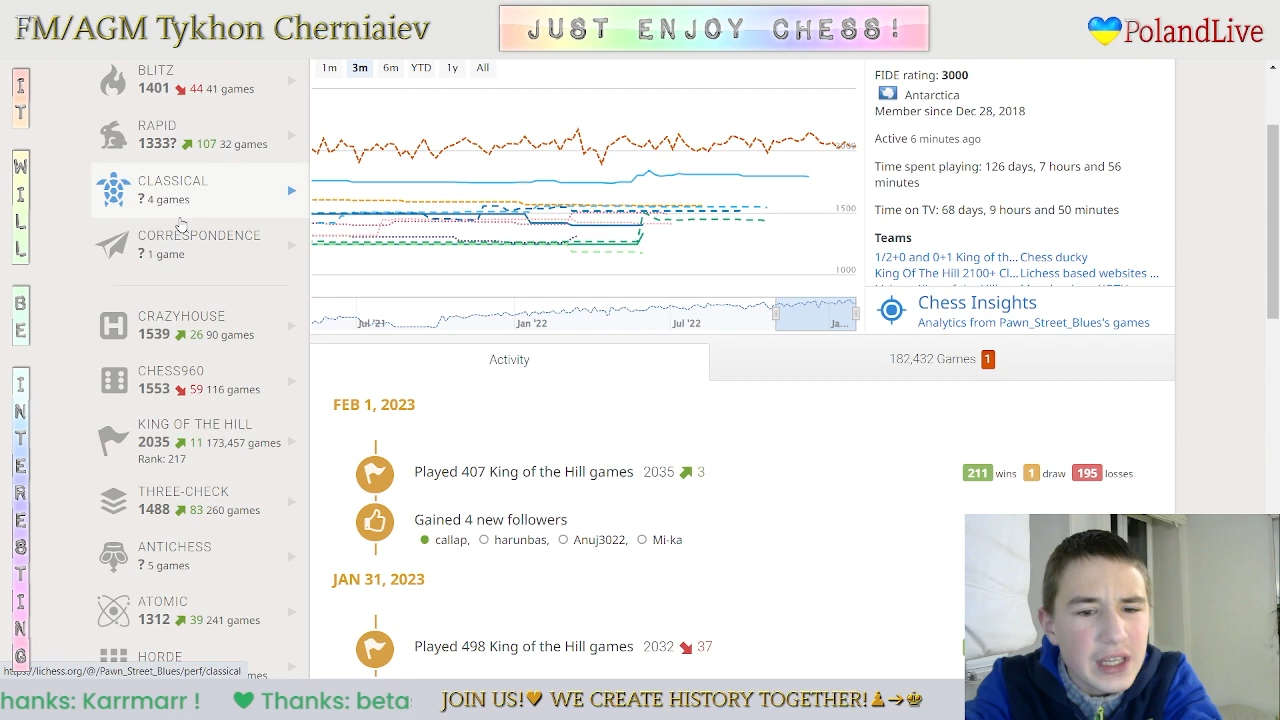 FM/AGM Tykhon Cherniaiev
JUST ENJOY CHESS!
PolandLive
IT
WILL
BE
INTERESTING
BLITZ
1401 44 41 games
RAPID
1333? 107 32 games
CLASSICAL
? 4 games
CORRESPONDENCE
? 1 game
CRAZYHOUSE
1539 26 90 games
CHESS960
1553 59 116 games
KING OF THE HILL
2035 11 173,457 games
Rank: 217
THREE-CHECK
1488 83 260 games
ANTICHESS
? 5 games
ATOMIC
1312 39 241 games
HORDE
https://lichess.org/@/Pawn_Street_Blues/perf/classical
1m 3m 6m YTD 1y All
1500
1000
Jul '21 Jan '22 Jul '22 Ja...
FIDE rating: 3000
Antarctica
Member since Dec 28, 2018
Active 6 minutes ago
Time spent playing: 126 days, 7 hours and 56
minutes
Time on TV: 68 days, 9 hours and 50 minutes
Teams
1/2+0 and 0+1 King of th... Chess ducky
King Of The Hill 2100+ Cl... Lichess based websites ...
Chess Insights
Analytics from Pawn_Street_Blues's games
Activity
182,432 Games 1
FEB 1, 2023
Played 407 King of the Hill games 2035 3
211 wins 1 draw 195 losses
Gained 4 new followers
callap, harunbas, Anuj3022, Mi-ka
JAN 31, 2023
Played 498 King of the Hill games 2032 37
hanks: Karrmarr ! Thanks: beta
JOIN US! WE CREATE HISTORY TOGETHER!